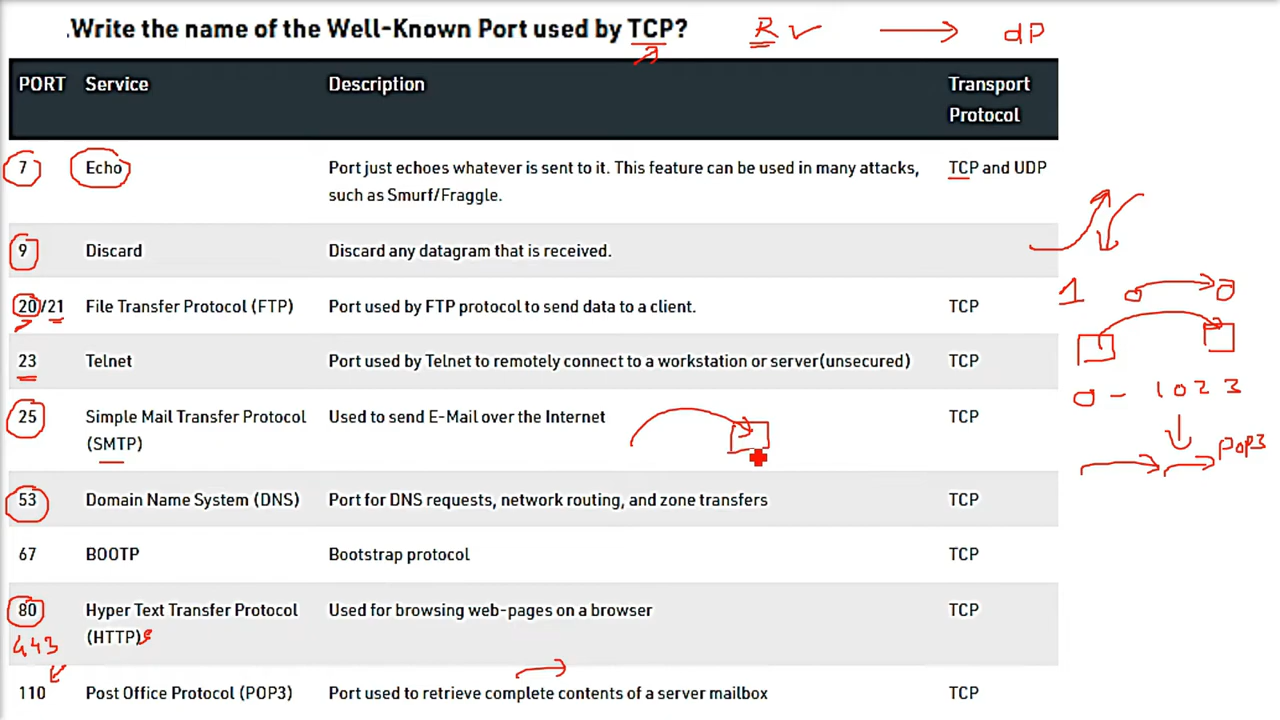 .Write the name of the Well-Known Port used by TCP? R dP
PORT Service Description Transport Protocol
7 Echo Port just echoes whatever is sent to it. This feature can be used in many attacks, such as Smurf/Fraggle. TCP and UDP
9 Discard Discard any datagram that is received.
20/21 File Transfer Protocol (FTP) Port used by FTP protocol to send data to a client. TCP
1
23 Telnet Port used by Telnet to remotely connect to a workstation or server(unsecured) TCP
0 - 1023
25 Simple Mail Transfer Protocol (SMTP) Used to send E-Mail over the Internet TCP
POP3
53 Domain Name System (DNS) Port for DNS requests, network routing, and zone transfers TCP
67 BOOTP Bootstrap protocol TCP
80 Hyper Text Transfer Protocol (HTTP)s Used for browsing web-pages on a browser TCP
443
110 Post Office Protocol (POP3) Port used to retrieve complete contents of a server mailbox TCP